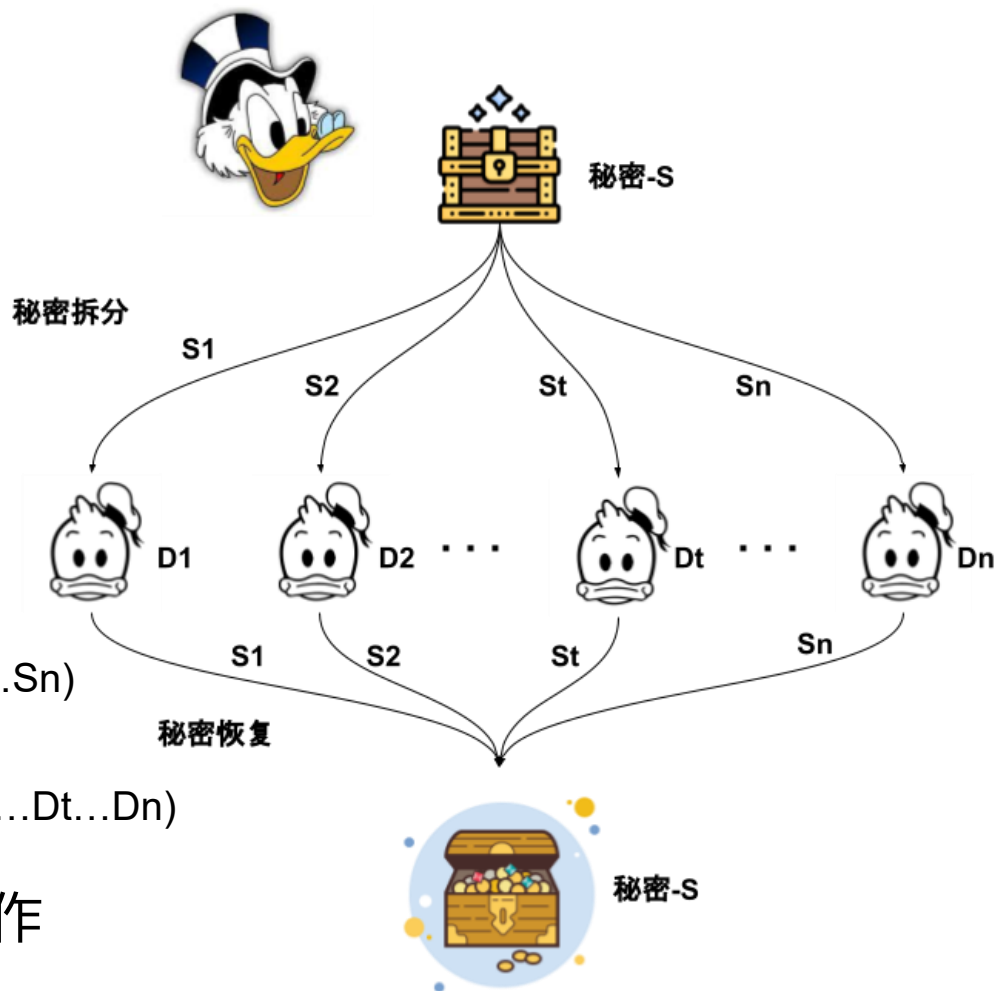 秘密-S
秘密拆分
S1
S2
St
Sn
D1
D2
...
Dt
...
Dn
S1
S2
St
Sn
.Sn)
秘密恢复
...Dt...Dn)
作
秘密-S